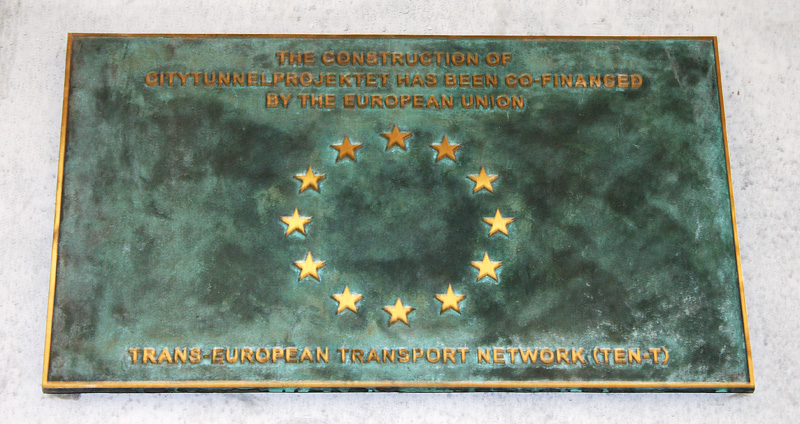 THE CONSTRUCTION OF
CITYTUNNELPROJEKTET HAS BEEN CO-FINANCED
BY THE EUROPEAN UNION
TRANS-EUROPEAN TRANSPORT NETWORK (TEN-T)